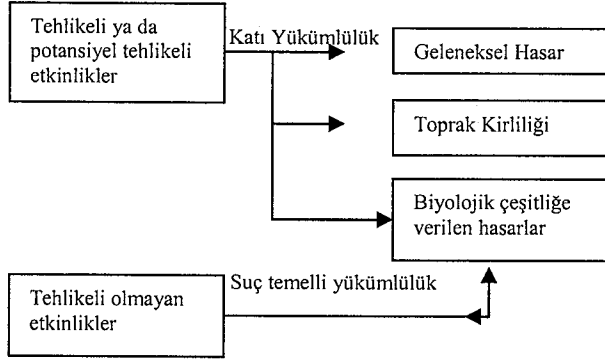 Tehlikeli ya da
potansiyel tehlikeli
etkinlikler
Katı Yükümlülük
Geleneksel Hasar
Toprak Kirliliği
Biyolojik çeşitliğe
verilen hasarlar
Suç temelli yükümlülük
Tehlikeli olmayan
etkinlikler